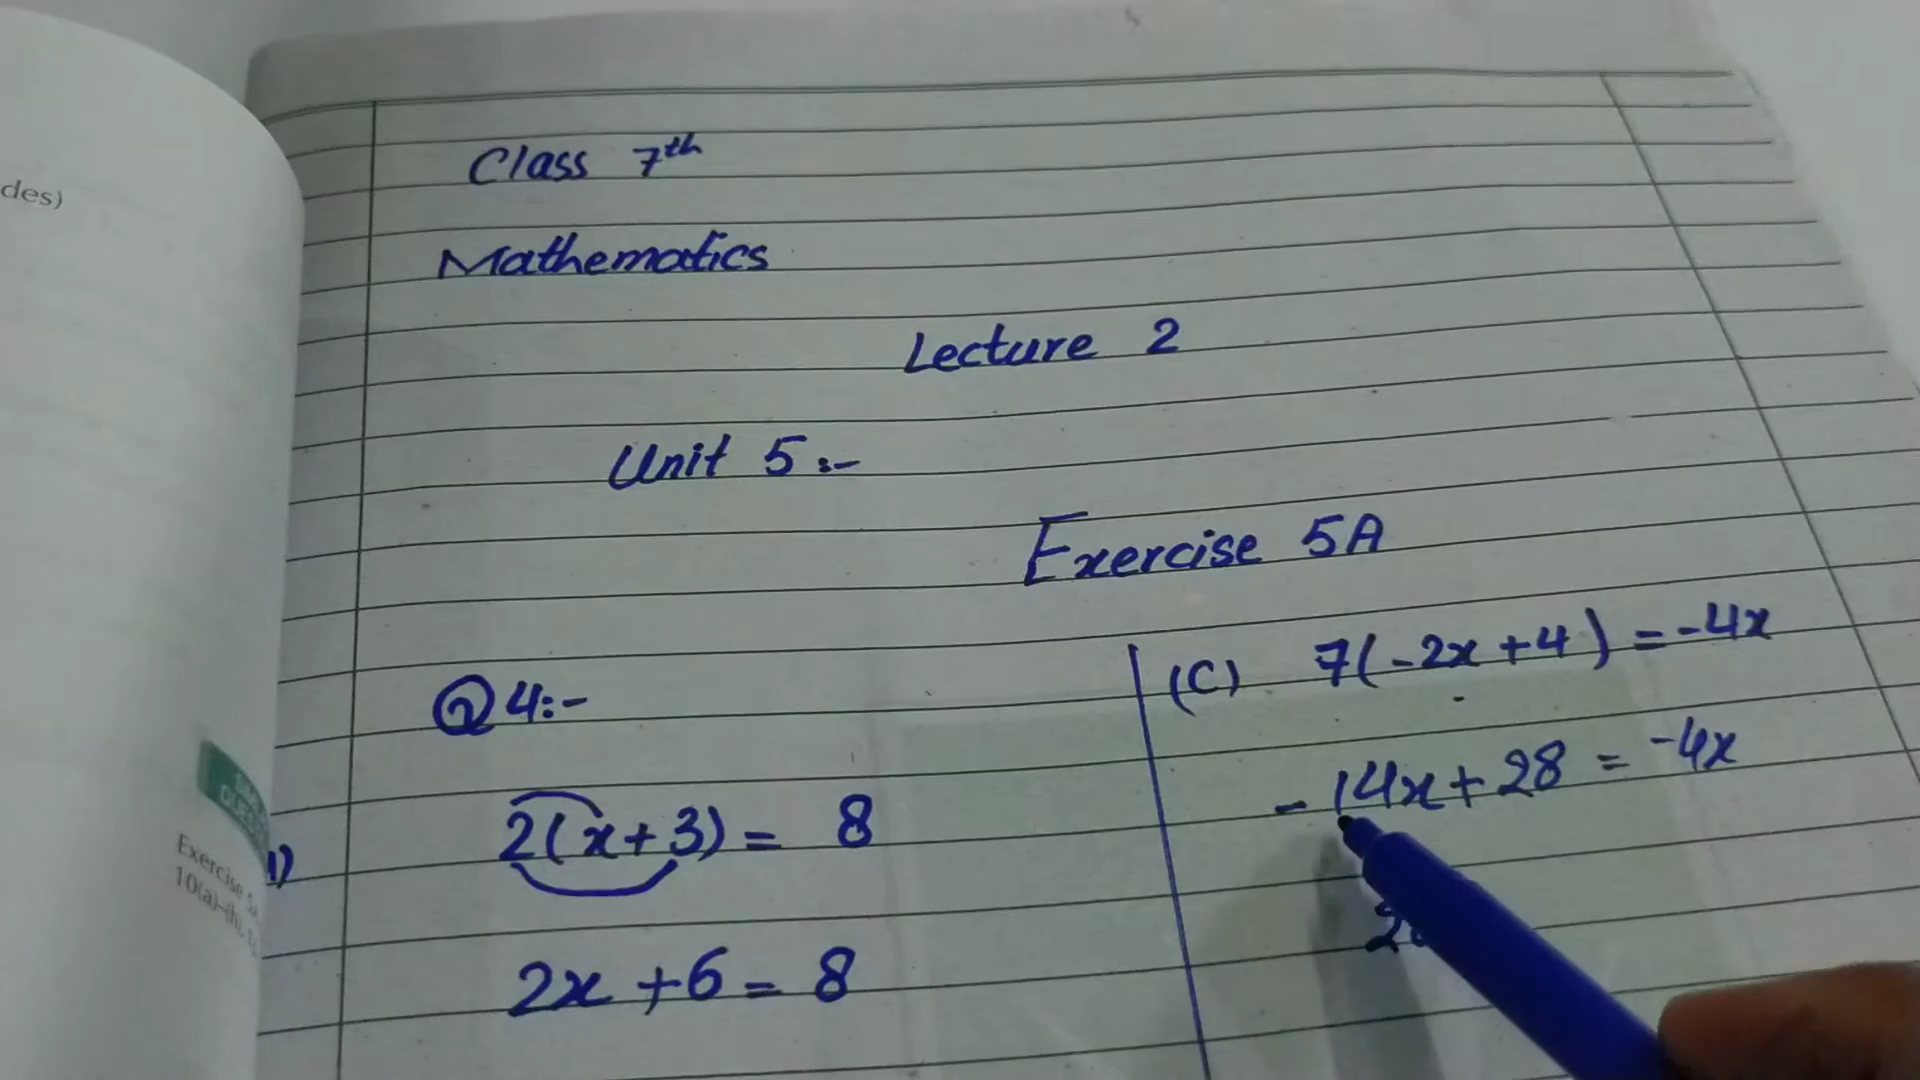 des)
Class 7th
Mathematics
Lecture 2
Unit 5:-
Exercise 5A
Q4:-
2(x+3) = 8
2x+6=8
(C) 7(-2x+4)=-4x
-14x+28=-4x
Exercise
10(a)-(h),